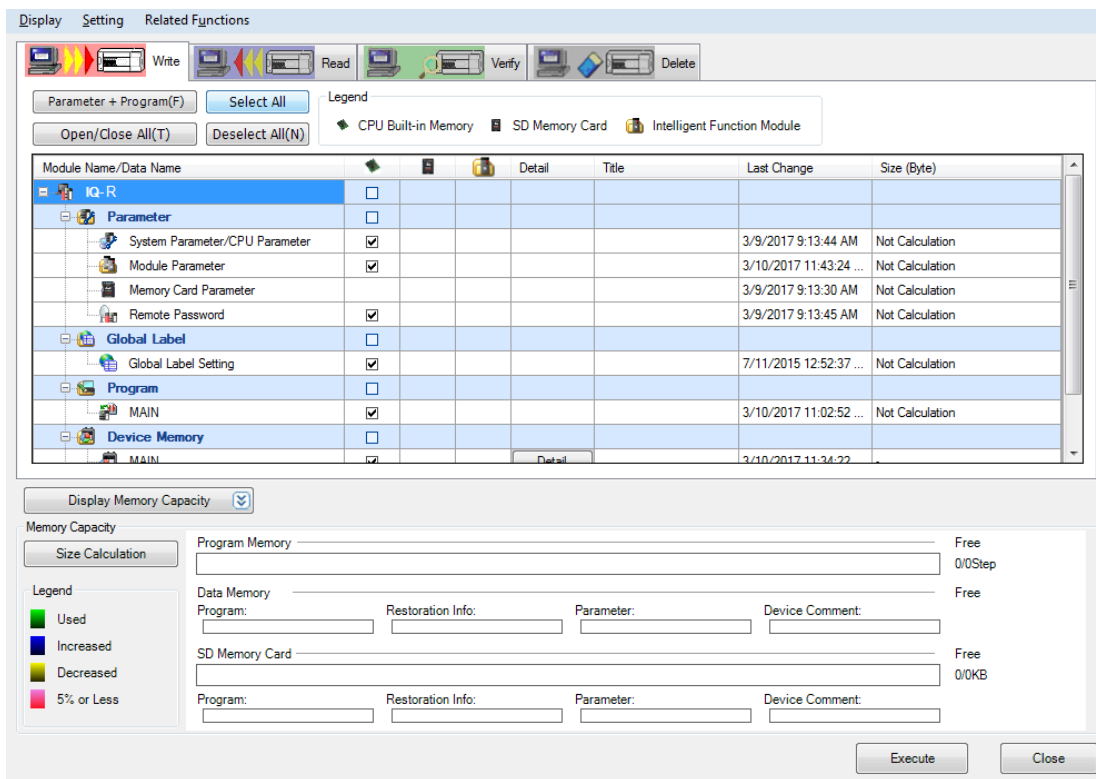 Display Setting Related Functions
Write Read Verify Delete
Parameter + Program(F) Select All Legend
Open/Close All(T) Deselect All(N) CPU Built-in Memory SD Memory Card Intelligent Function Module
Module Name/Data Name Detail Title Last Change Size (Byte)
IQ-R
Parameter
System Parameter/CPU Parameter 3/9/2017 9:13:44 AM Not Calculation
Module Parameter 3/10/2017 11:43:24 ... Not Calculation
Memory Card Parameter 3/9/2017 9:13:30 AM Not Calculation
Remote Password 3/9/2017 9:13:45 AM Not Calculation
Global Label
Global Label Setting 7/11/2015 12:52:37 ... Not Calculation
Program
MAIN 3/10/2017 11:02:52 ... Not Calculation
Device Memory
MAIN Detail 3/10/2017 11:34:22 -
Display Memory Capacity
Memory Capacity
Size Calculation Program Memory Free
0/0Step
Legend Data Memory Free
Used Program: Restoration Info: Parameter: Device Comment:
Increased
SD Memory Card Free
Decreased 0/0KB
5% or Less Program: Restoration Info: Parameter: Device Comment:
Execute Close